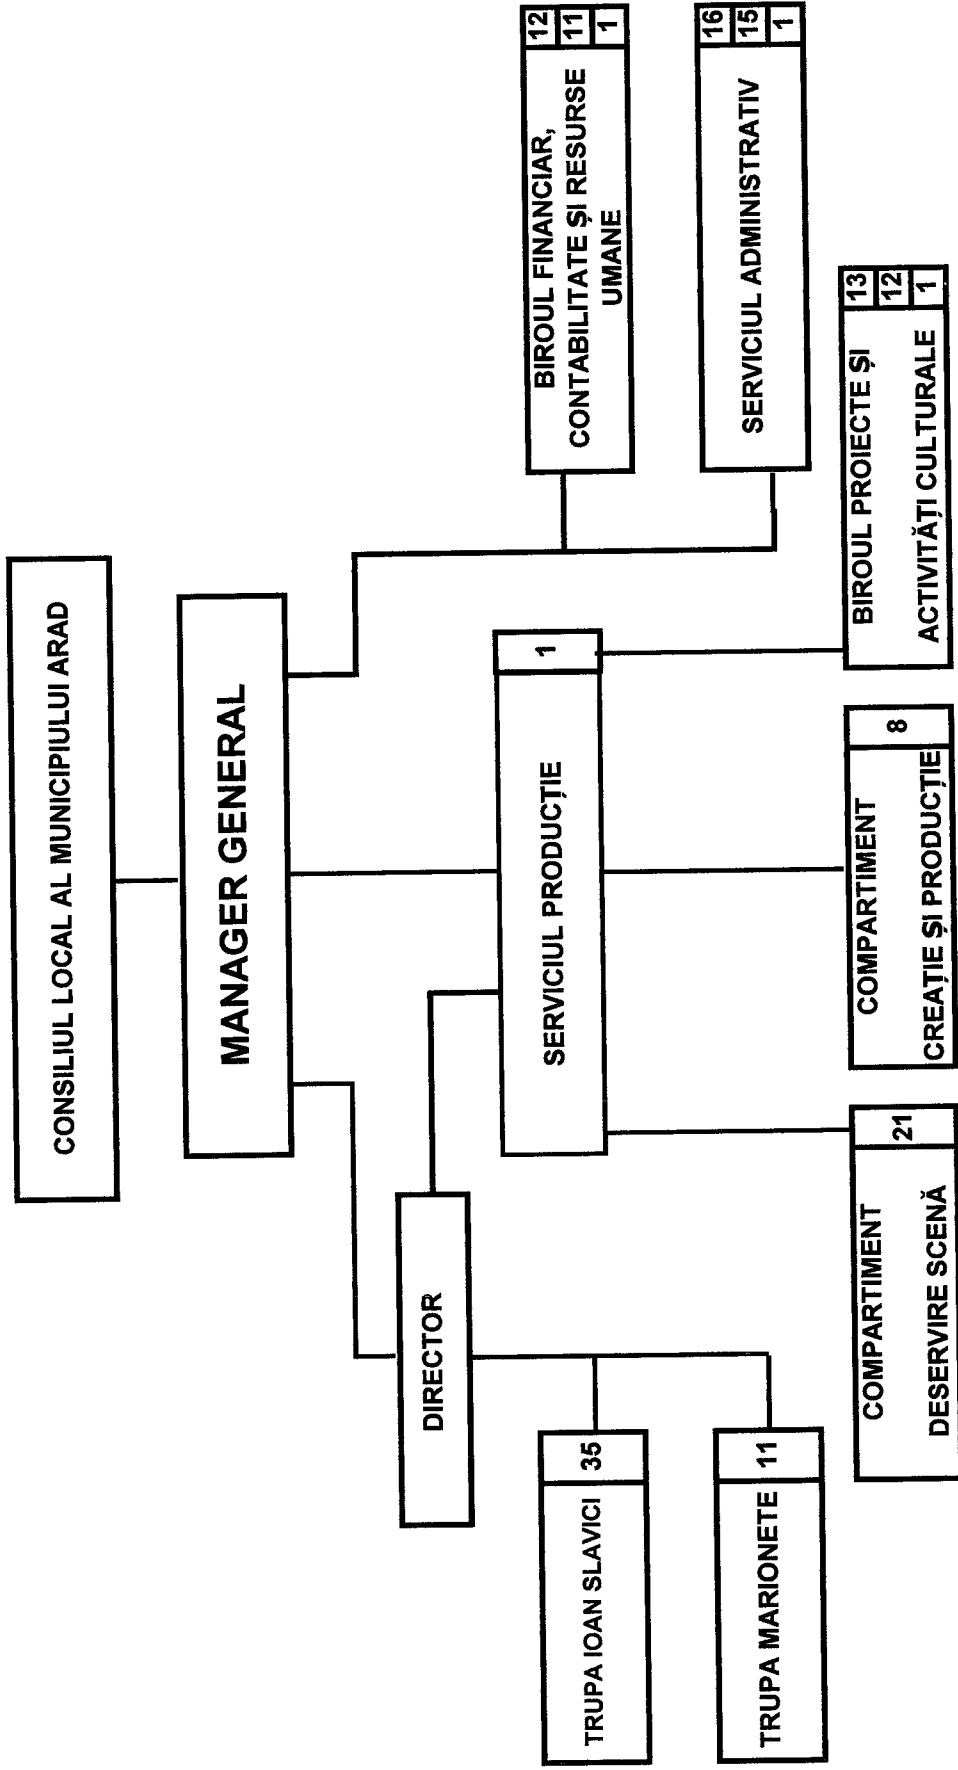 CONSILIUL LOCAL AL MUNICIPIULUI ARAD
MANAGER GENERAL
DIRECTOR
SERVICIUL PRODUCȚIE
1
TRUPA IOAN SLAVICI
35
TRUPA MARIONETE
11
BIROUL FINANCIAR,
CONTABILITATE ȘI RESURSE
UMANE
12
11
1
SERVICIUL ADMINISTRATIV
16
15
1
COMPARTIMENT
DESERVIRE SCENĂ
21
COMPARTIMENT
CREAȚIE ȘI PRODUCȚIE
8
BIROUL PROIECTE ȘI
ACTIVITĂȚI CULTURALE
13
12
1